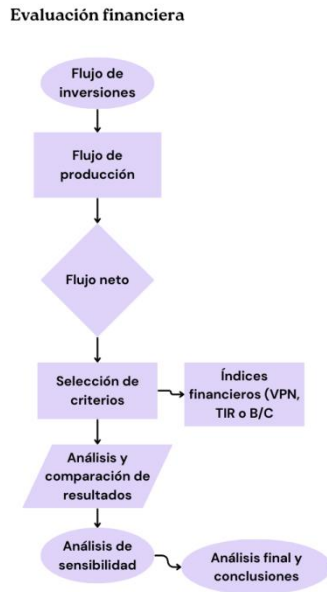 Evaluación financiera
Flujo de
inversiones
Flujo de
producción
Flujo neto
Selección de
criterios
Índices
financieros (VPN,
TIR o B/C
Análisis y
comparación de
resultados
Análisis de
sensibilidad
Análisis final y
conclusiones